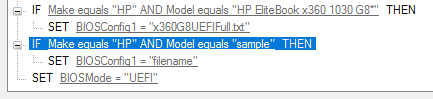 IF Make equals "HP" AND Model equals "HP EliteBook x360 1030 G8*" THEN
SET BIOSConfig1 = "x360G8UEFIFull.txt"
IF Make equals "HP" AND Model equals "sample" THEN
SET BIOSConfig1 = "filename"
SET BIOSMode = "UEFI"